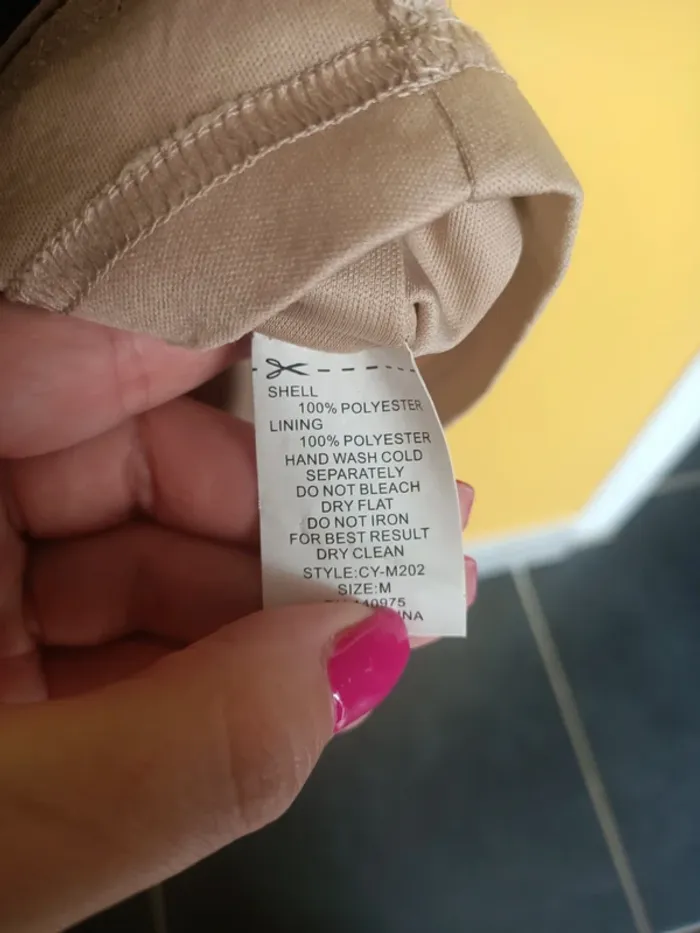 SHELL
100% POLYESTER
LINING
100% POLYESTER
HAND WASH COLD
SEPARATELY
DO NOT BLEACH
DRY FLAT
DO NOT IRON
FOR BEST RESULT
DRY CLEAN
STYLE:CY-M202
SIZE:M